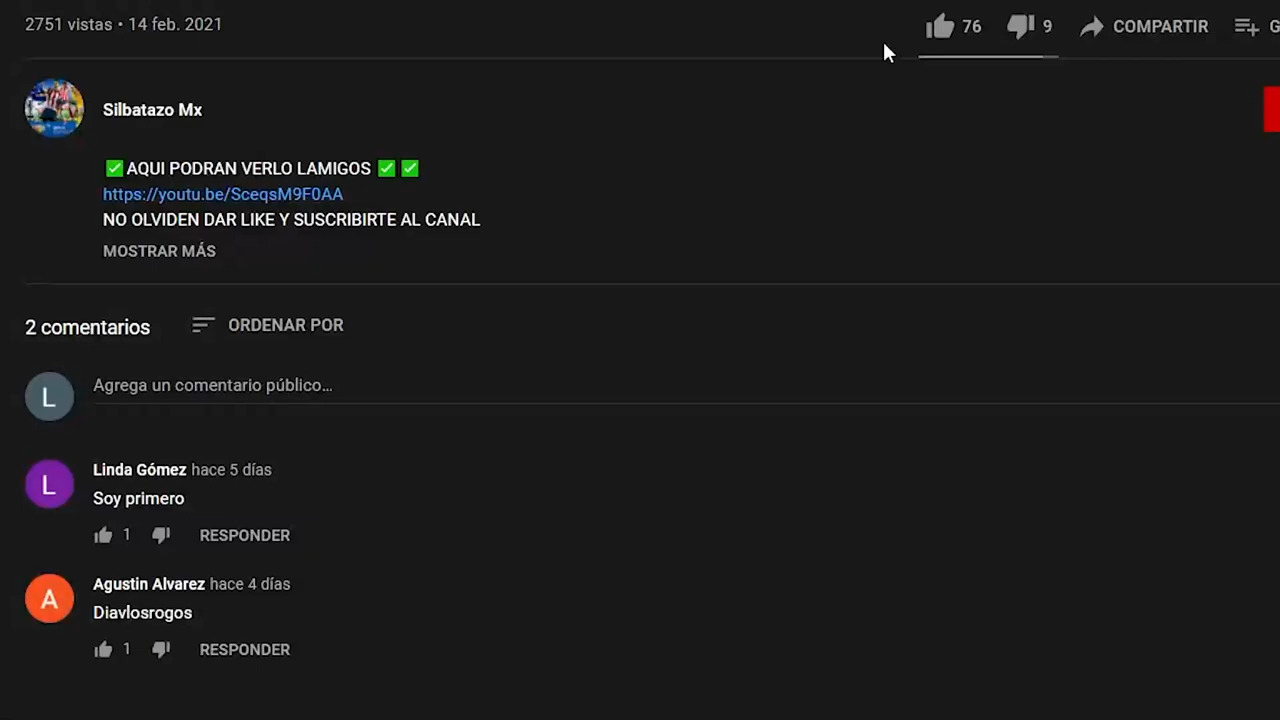 2751 vistas • 14 feb. 2021
76 9 COMPARTIR G
Silbatazo Mx
✅AQUI PODRAN VERLO LAMIGOS ✅ ✅
https://youtu.be/SceqsM9F0AA
NO OLVIDEN DAR LIKE Y SUSCRIBIRTE AL CANAL
MOSTRAR MÁS
2 comentarios ORDENAR POR
L Agrega un comentario público...
L Linda Gómez hace 5 días
Soy primero
1 RESPONDER
A Agustin Alvarez hace 4 días
Diavlosrogos
1 RESPONDER